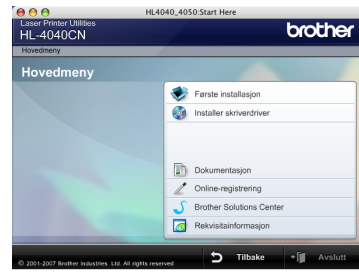 HL4040_4050:Start Here
Laser Printer Utilities
HL-4040CN
brother
Hovedmeny
Hovedmeny
Første installasjon
Installer skriverdriver
Dokumentasjon
Online-registrering
Brother Solutions Center
Rekvisitainformasjon
© 2001-2007 Brother Industries Ltd. All rights reserved
Tilbake
Avslutt